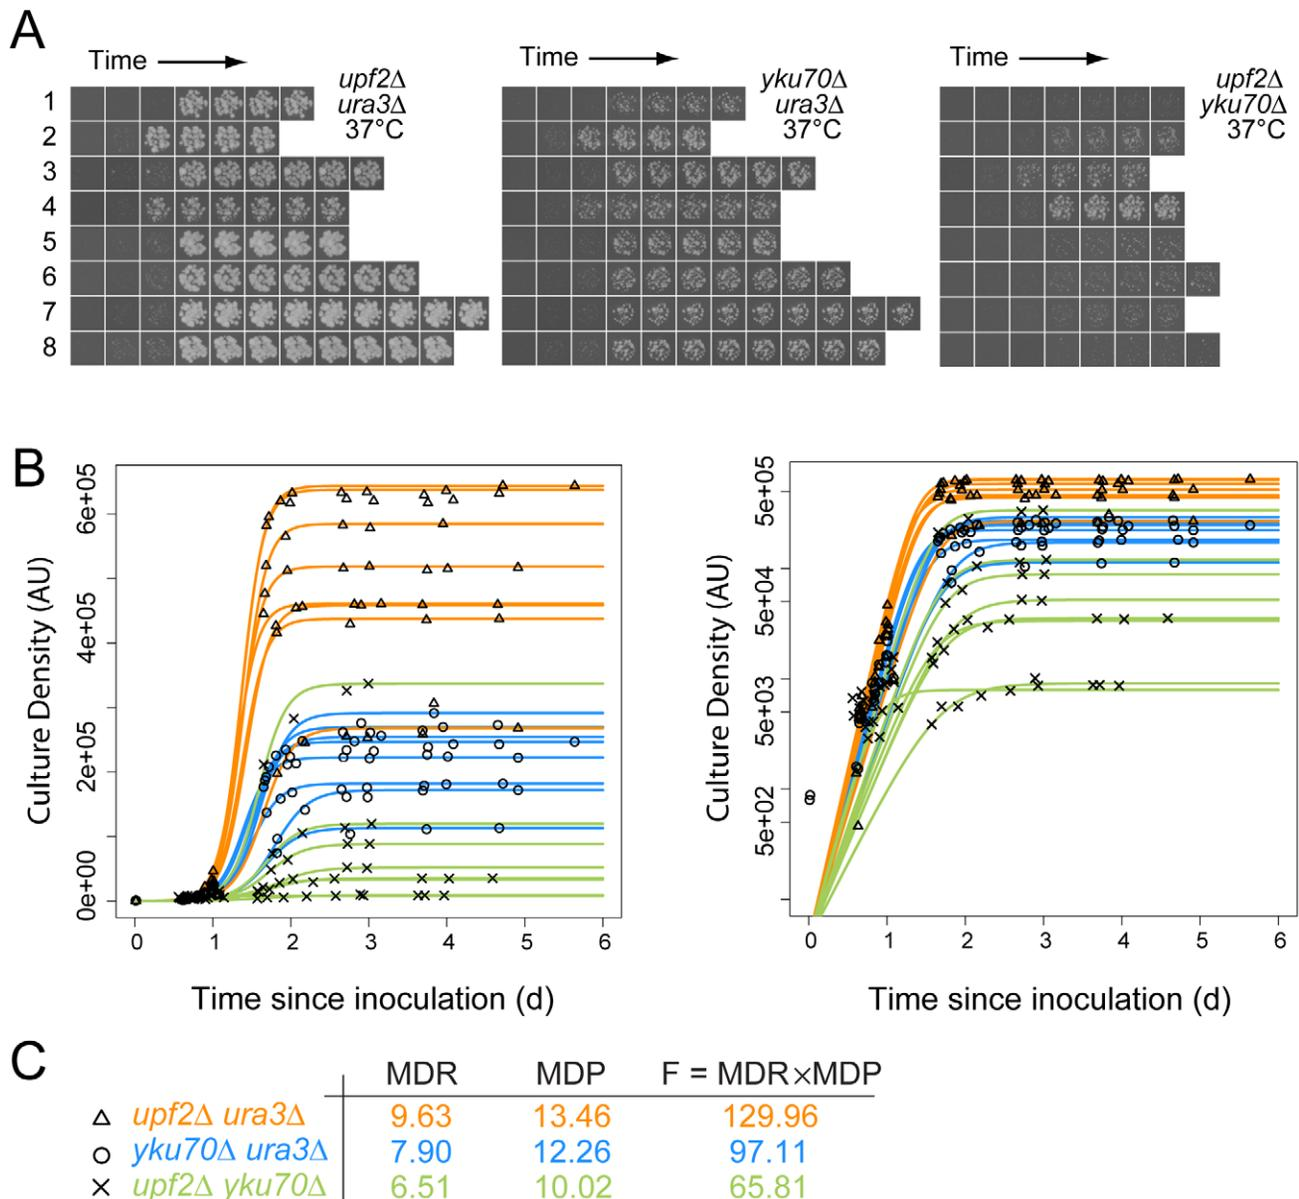 A
Time
upf2Δ
ura3Δ
37°C
1
2
3
4
5
6
7
8
Time
yku70Δ
ura3Δ
37°C
Time
upf2Δ
yku70Δ
37°C
B
Culture Density (AU)
6e+05
4e+05
2e+05
0e+00
0 1 2 3 4 5 6
Time since inoculation (d)
Culture Density (AU)
5e+05
5e+04
5e+03
5e+02
0 1 2 3 4 5 6
Time since inoculation (d)
C
MDR MDP F = MDR×MDP
upf2Δ ura3Δ 9.63 13.46 129.96
yku70Δ ura3Δ 7.90 12.26 97.11
upf2Δ yku70Δ 6.51 10.02 65.81